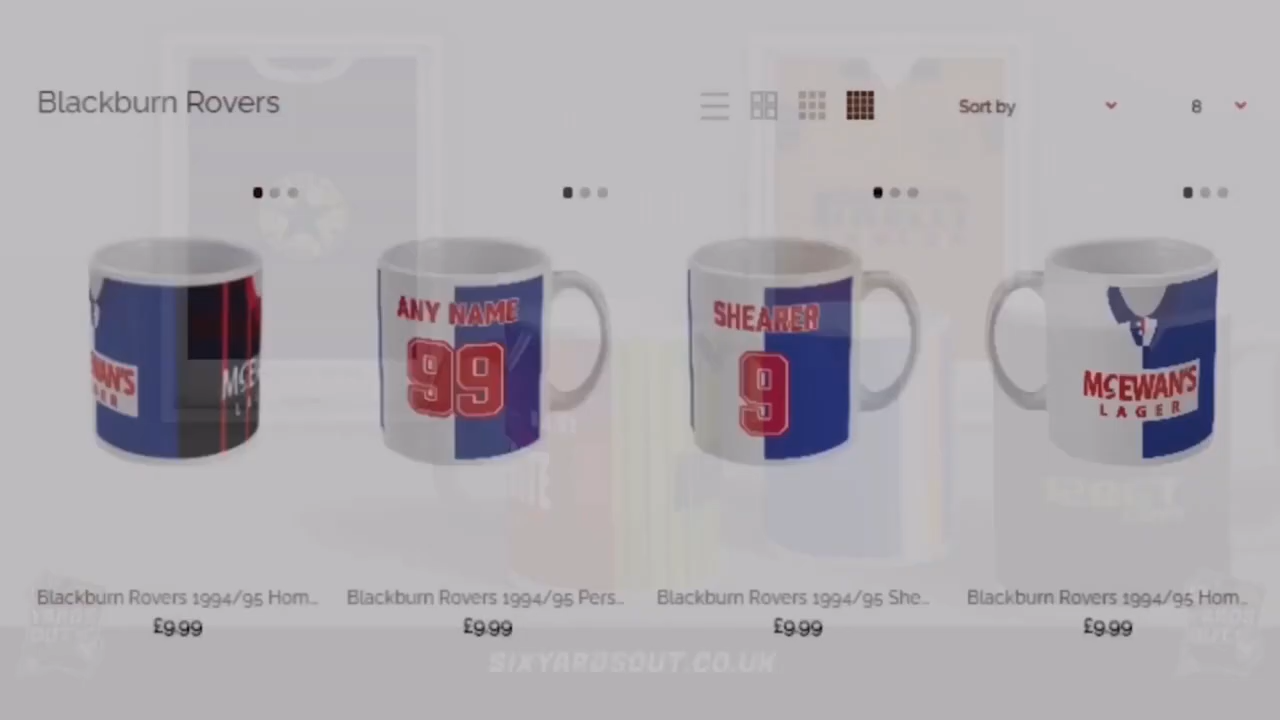 Blackburn Rovers
Sort by
8
ANY NAME
99
SHEARER
9
McEWAN'S
LAGER
Blackburn Rovers 1994/95 Hom...
£9.99
Blackburn Rovers 1994/95 Pers...
£9.99
Blackburn Rovers 1994/95 She...
£9.99
Blackburn Rovers 1994/95 Hom...
£9.99
SIXYARDSOUT.CO.UK